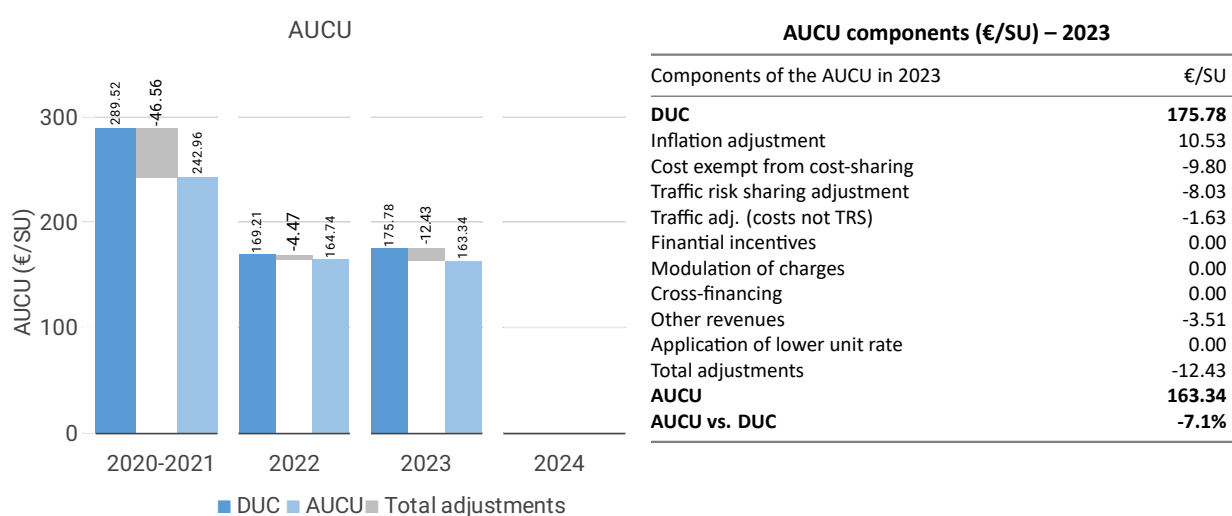 AUCU
AUCU (€/SU)
300
200
100
0
289.52
-46.56
242.96
169.21
-4.47
164.74
175.78
-12.43
163.34
2020-2021
2022
2023
2024
DUC
AUCU
Total adjustments
AUCU components (€/SU) – 2023
Components of the AUCU in 2023 €/SU
DUC 175.78
Inflation adjustment 10.53
Cost exempt from cost-sharing -9.80
Traffic risk sharing adjustment -8.03
Traffic adj. (costs not TRS) -1.63
Finantial incentives 0.00
Modulation of charges 0.00
Cross-financing 0.00
Other revenues -3.51
Application of lower unit rate 0.00
Total adjustments -12.43
AUCU 163.34
AUCU vs. DUC -7.1%